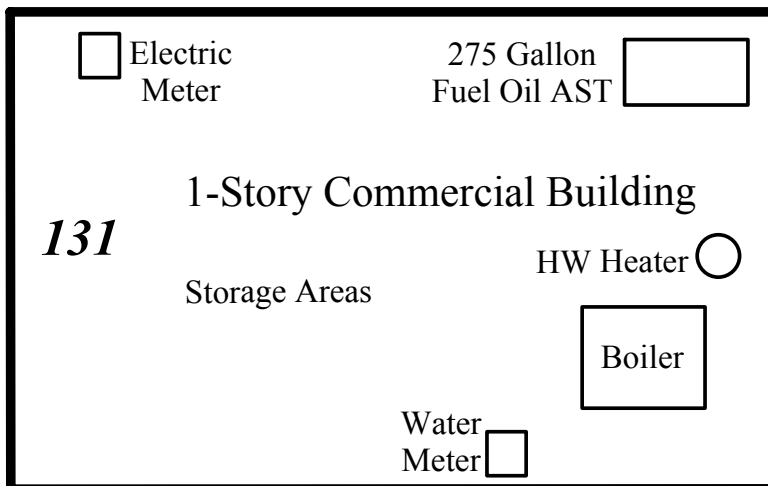 Electric
Meter
275 Gallon
Fuel Oil AST
1-Story Commercial Building
131
HW Heater
Storage Areas
Boiler
Water
Meter